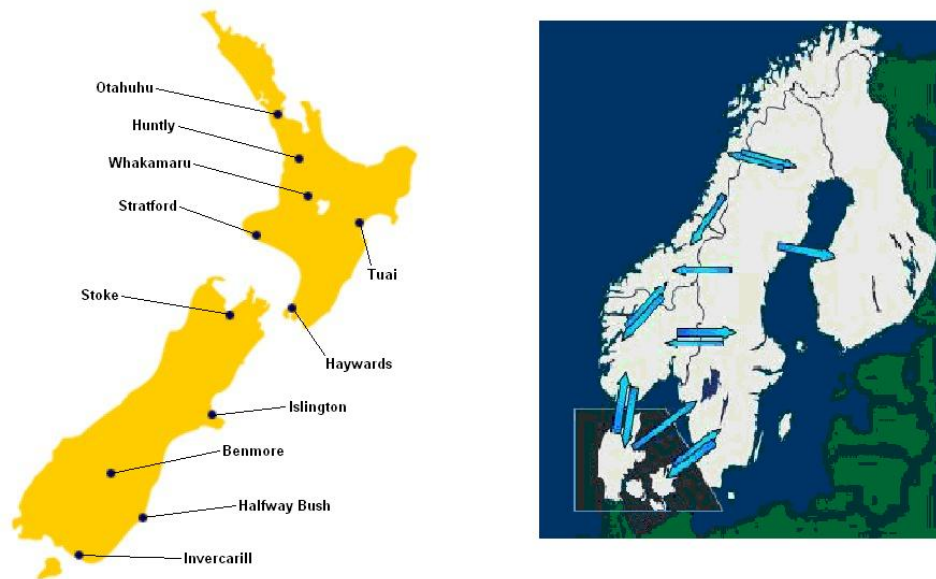 Otahuhu
Huntly
Whakamaru
Stratford
Tuai
Stoke
Haywards
Islington
Benmore
Halfway Bush
Invercarill